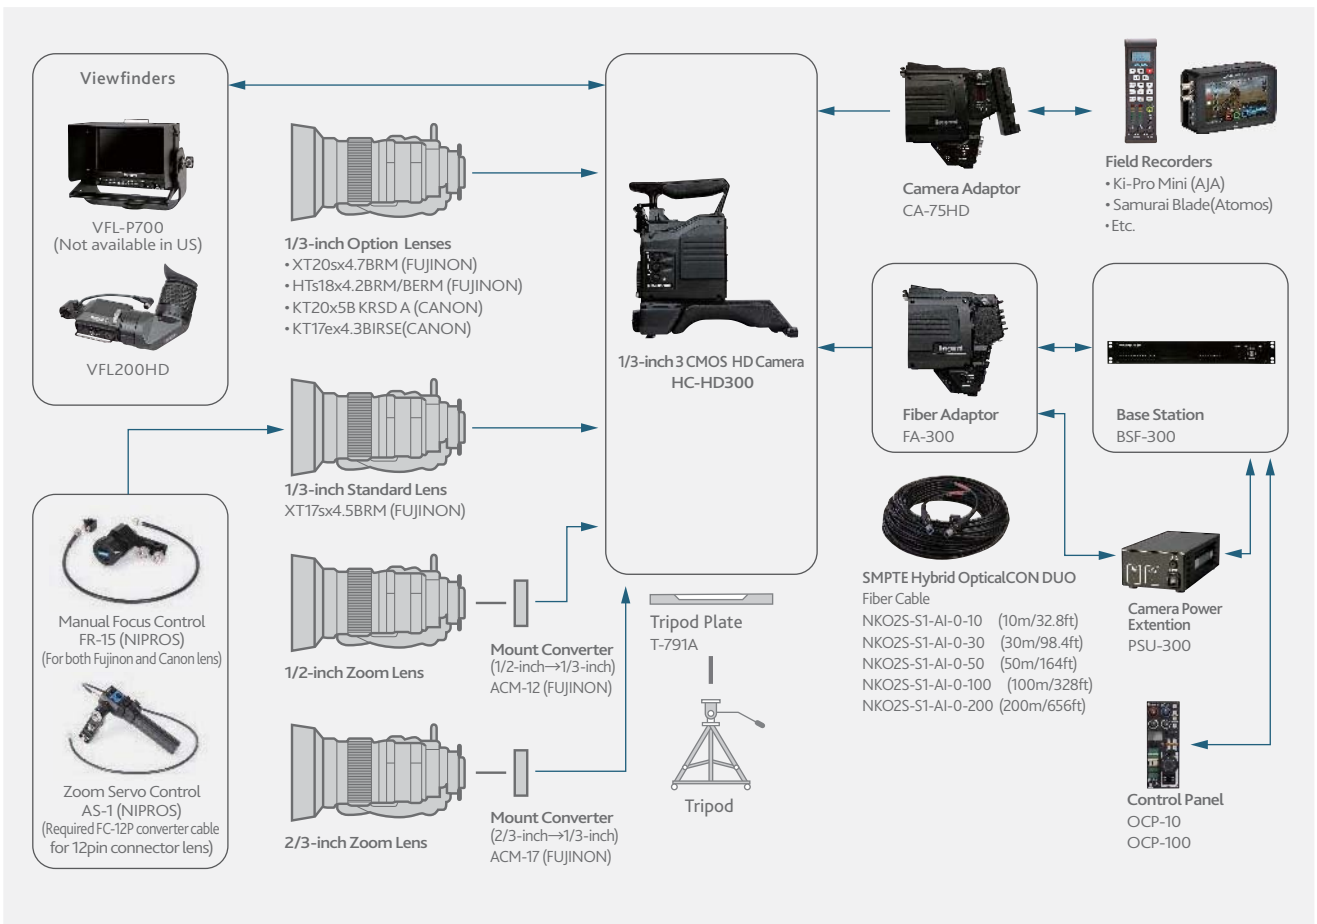 Viewfinders
VFL-P700
(Not available in US)
VFL200HD
1/3-inch Option Lenses
• XT20sx4.7BRM (FUJINON)
• HTs18x4.2BRM/BERM (FUJINON)
• KT20x5B KRSD A (CANON)
• KT17ex4.3BIRSE(CANON)
1/3-inch Standard Lens
XT17sx4.5BRM (FUJINON)
Manual Focus Control
FR-15 (NIPROS)
(For both Fujinon and Canon lens)
Zoom Servo Control
AS-1 (NIPROS)
(Required FC-12P converter cable
for 12pin connector lens)
1/2-inch Zoom Lens
Mount Converter
(1/2-inch→1/3-inch)
ACM-12 (FUJINON)
2/3-inch Zoom Lens
Mount Converter
(2/3-inch→1/3-inch)
ACM-17 (FUJINON)
1/3-inch 3 CMOS HD Camera
HC-HD300
Tripod Plate
T-791A
Tripod
Camera Adaptor
CA-75HD
Field Recorders
• Ki-Pro Mini (AJA)
• Samurai Blade(Atomos)
• Etc.
Fiber Adaptor
FA-300
Base Station
BSF-300
SMPTE Hybrid OpticalCON DUO
Fiber Cable
NKO2S-S1-AI-0-10 (10m/32.8ft)
NKO2S-S1-AI-0-30 (30m/98.4ft)
NKO2S-S1-AI-0-50 (50m/164ft)
NKO2S-S1-AI-0-100 (100m/328ft)
NKO2S-S1-AI-0-200 (200m/656ft)
Camera Power
Extention
PSU-300
Control Panel
OCP-10
OCP-100